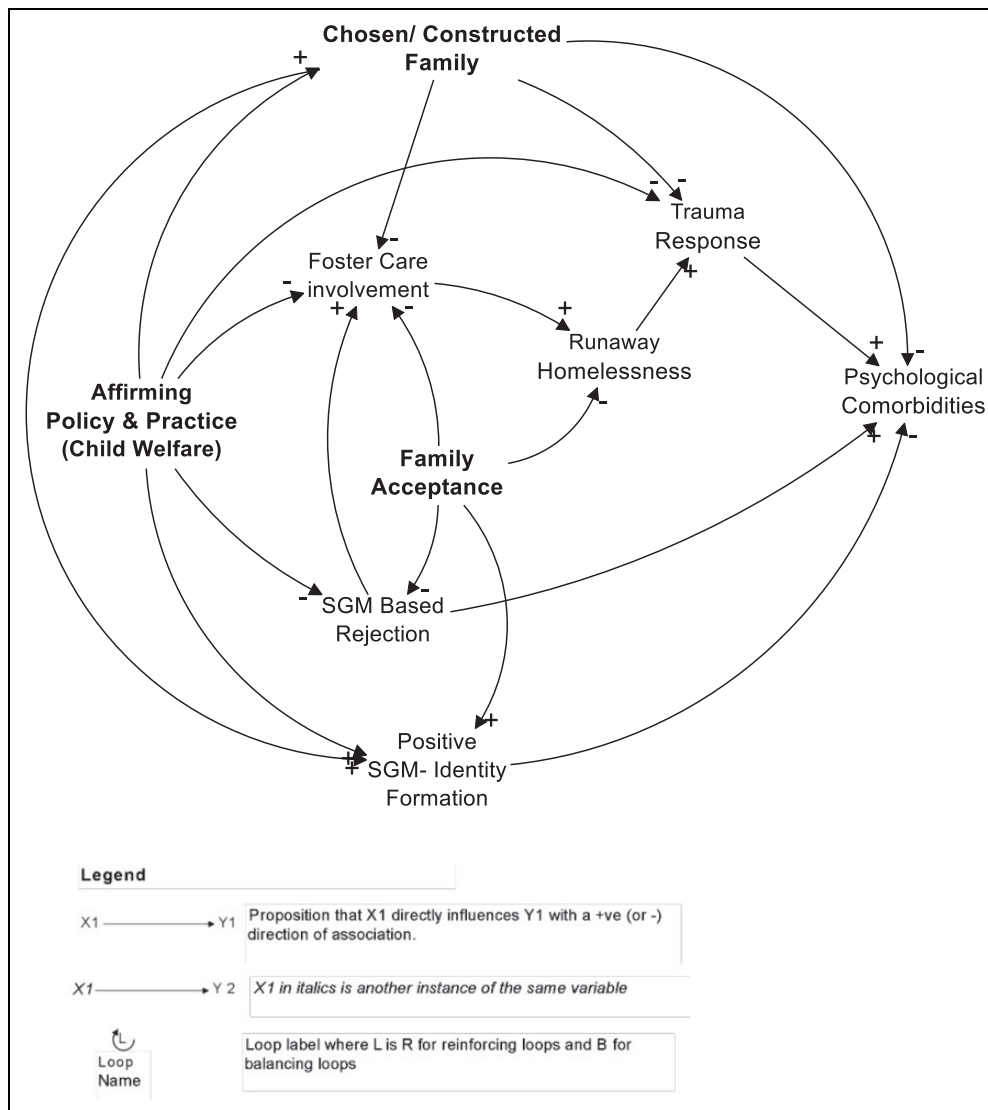 Chosen/ Constructed
Family
+
-
-
Trauma
Response
-
Foster Care
involvement
-
+
-
+
+
Runaway
Homelessness
-
+
-
Psychological
Comorbidities
+
-
Affirming
Policy & Practice
(Child Welfare)
Family
Acceptance
-
-
SGM Based
Rejection
+
Positive
SGM- Identity
Formation
+
+
Legend
X1 Y1 Proposition that X1 directly influences Y1 with a +ve (or -)
direction of association.
X1 Y 2 X1 in italics is another instance of the same variable
L
Loop
Name
Loop label where L is R for reinforcing loops and B for
balancing loops